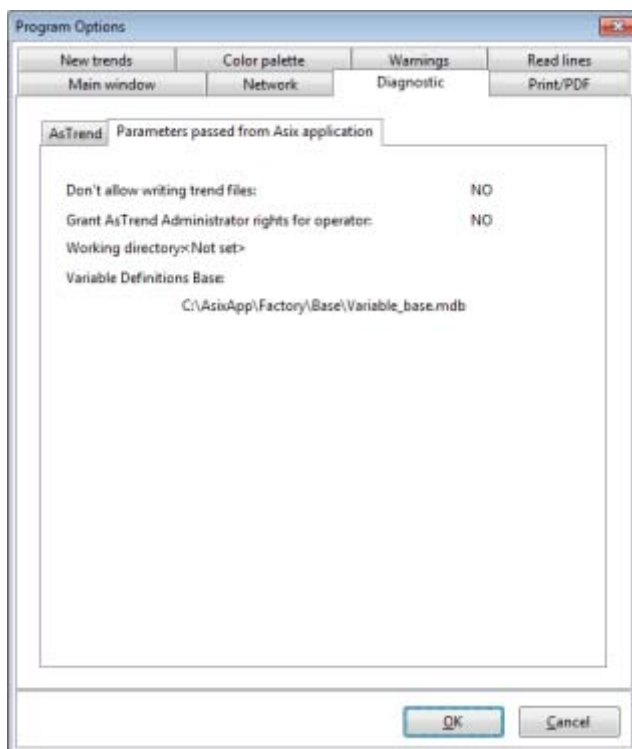 Program Options
New trends Color palette Warnings Read lines
Main window Network Diagnostic Print/PDF
AsTrend Parameters passed from Asix application
Don't allow writing trend files: NO
Grant AsTrend Administrator rights for operator: NO
Working directory:<Not set>
Variable Definitions Base:
C:\AsixApp\Factory\Base\Variable_base.mdb
OK Cancel